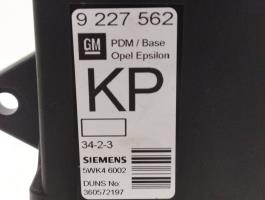 9 227 562
GM
PDM / Base
Opel Epsilon
KP
34-2-3
SIEMENS
5WK4 6002
DUNS No:
360572197